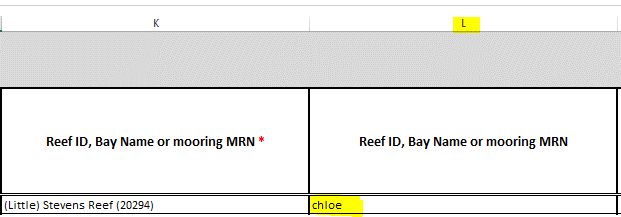 K L
Reef ID, Bay Name or mooring MRN * Reef ID, Bay Name or mooring MRN
(Little) Stevens Reef (20294) chloe